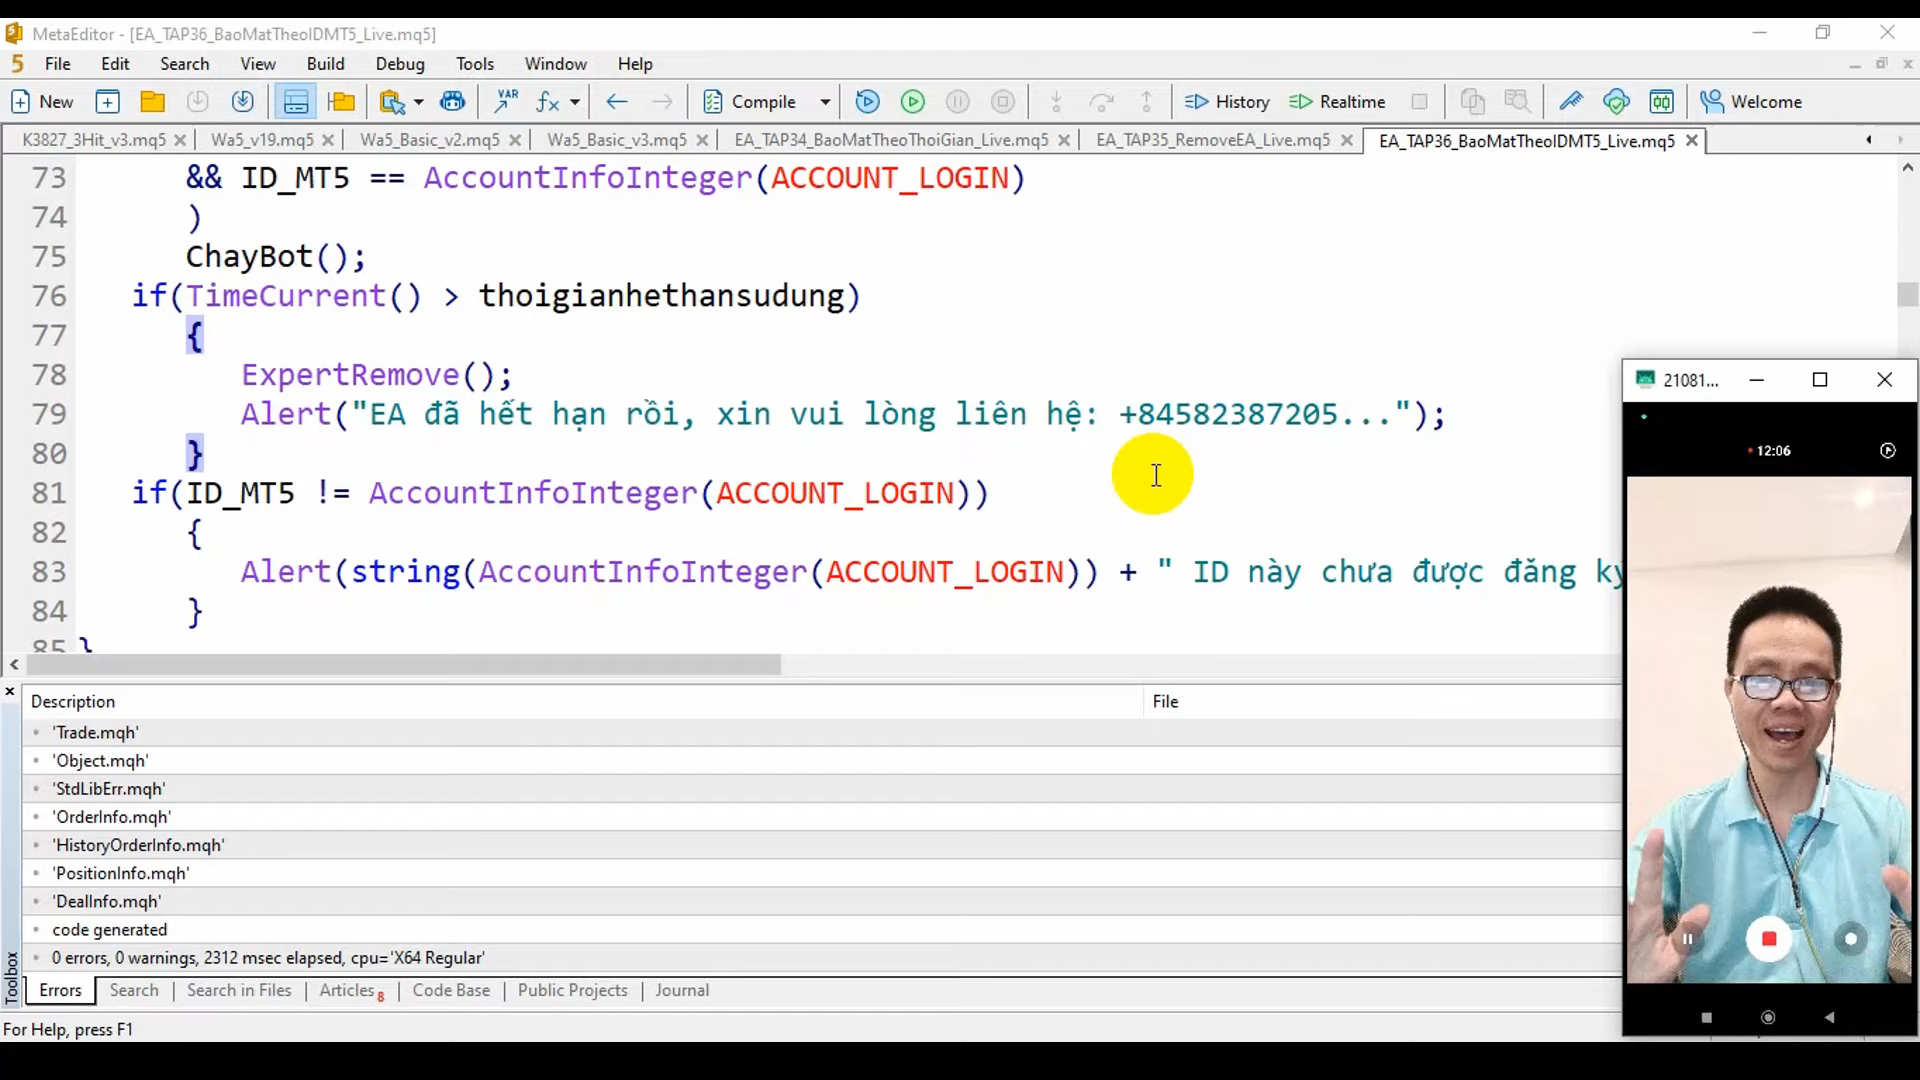 MetaEditor - [EA_TAP36_BaoMatTheoIDMT5_Live.mq5]
5 File Edit Search View Build Debug Tools Window Help
New VAR Compile History Realtime Welcome
K3827_3Hit_v3.mq5 Wa5_v19.mq5 Wa5_Basic_v2.mq5 Wa5_Basic_v3.mq5 EA_TAP34_BaoMatTheoThoiGian_Live.mq5 EA_TAP35_RemoveEA_Live.mq5 EA_TAP36_BaoMatTheoIDMT5_Live.mq5
73 && ID_MT5 == AccountInfoInteger(ACCOUNT_LOGIN)
74 )
75 ChayBot();
76 if(TimeCurrent() > thoigianhethansudung)
77 {
78 ExpertRemove();
79 Alert("EA đã hết hạn rồi, xin vui lòng liên hệ: +84582387205...");
80 }
81 if(ID_MT5 != AccountInfoInteger(ACCOUNT_LOGIN))
82 {
83 Alert(string(AccountInfoInteger(ACCOUNT_LOGIN)) + " ID này chưa được đăng ký
84 }
85 }
21081...
12:06
Description File
'Trade.mqh'
'Object.mqh'
'StdLibErr.mqh'
'OrderInfo.mqh'
'HistoryOrderInfo.mqh'
'PositionInfo.mqh'
'DealInfo.mqh'
code generated
0 errors, 0 warnings, 2312 msec elapsed, cpu='X64 Regular'
Toolbox
Errors Search Search in Files Articles 8 Code Base Public Projects Journal
For Help, press F1